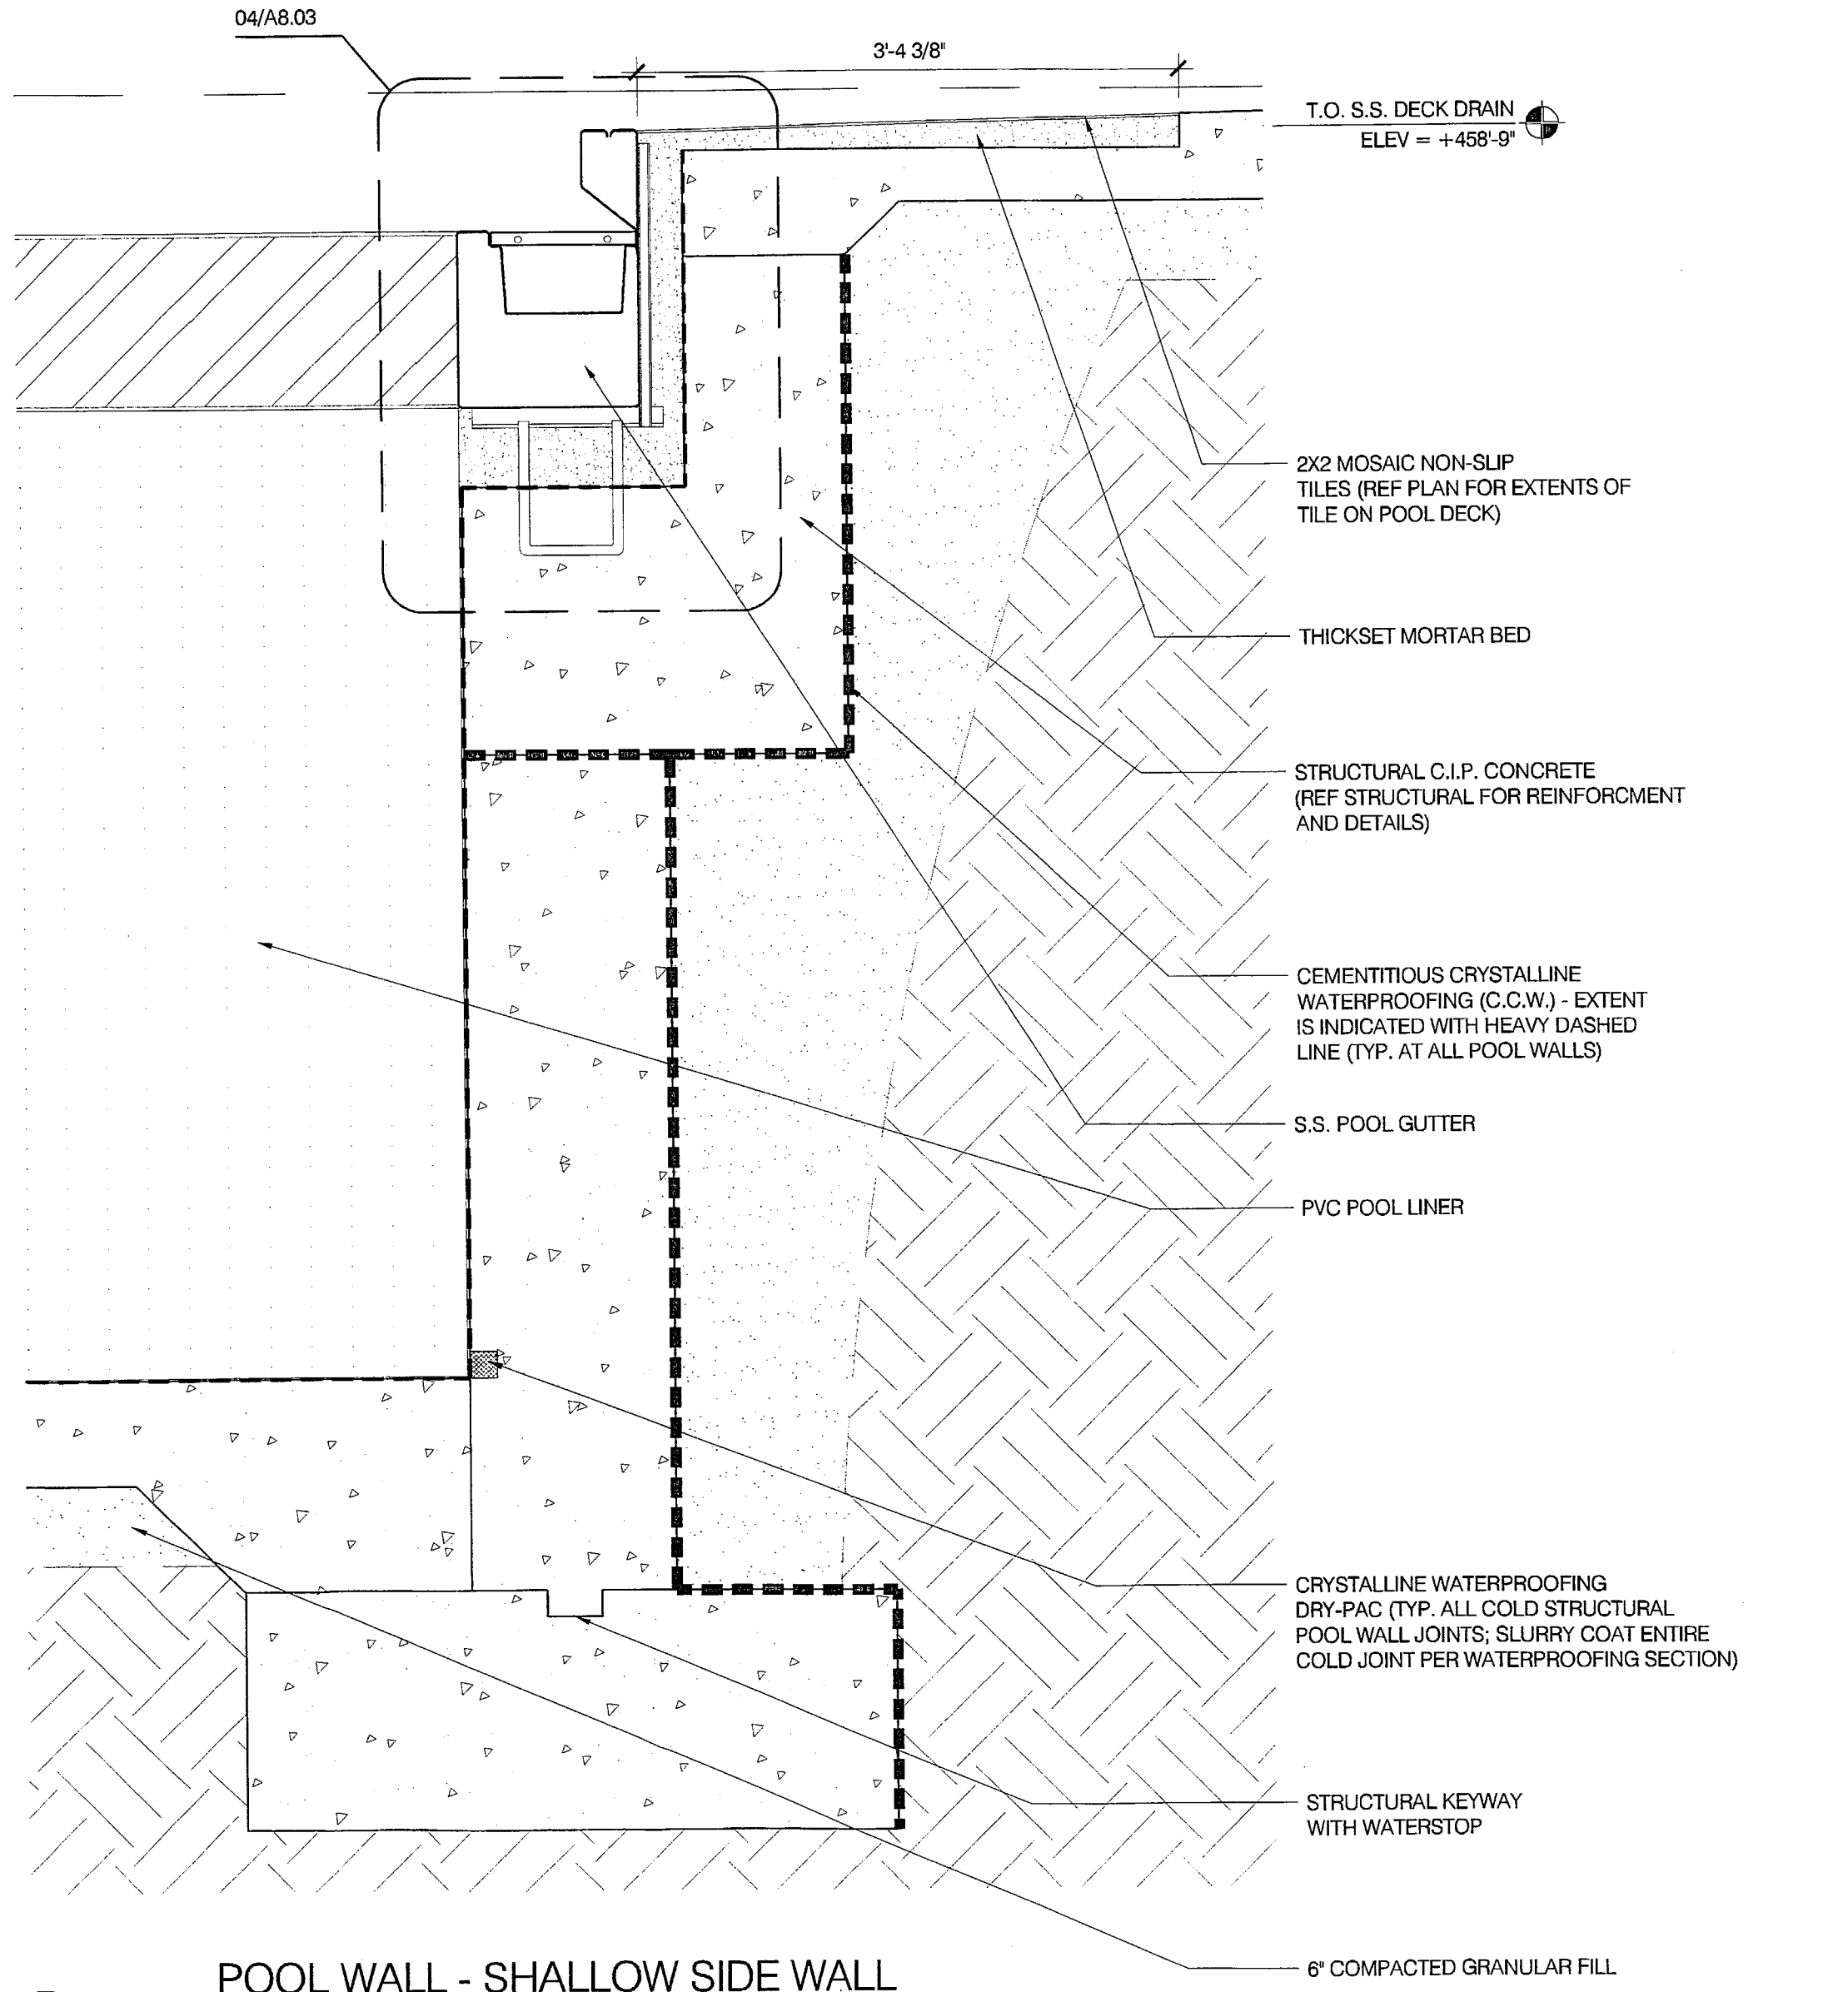 04/A8.03
3'-4 3/8"
T.O. S.S. DECK DRAIN
ELEV = +458'-9"
2X2 MOSAIC NON-SLIP
TILES (REF PLAN FOR EXTENTS OF
TILE ON POOL DECK)
THICKSET MORTAR BED
STRUCTURAL C.I.P. CONCRETE
(REF STRUCTURAL FOR REINFORCMENT
AND DETAILS)
CEMENTITIOUS CRYSTALLINE
WATERPROOFING (C.C.W.) - EXTENT
IS INDICATED WITH HEAVY DASHED
LINE (TYP. AT ALL POOL WALLS)
S.S. POOL GUTTER
PVC POOL LINER
CRYSTALLINE WATERPROOFING
DRY-PAC (TYP. ALL COLD STRUCTURAL
POOL WALL JOINTS; SLURRY COAT ENTIRE
COLD JOINT PER WATERPROOFING SECTION)
STRUCTURAL KEYWAY
WITH WATERSTOP
6" COMPACTED GRANULAR FILL
POOL WALL - SHALLOW SIDE WALL